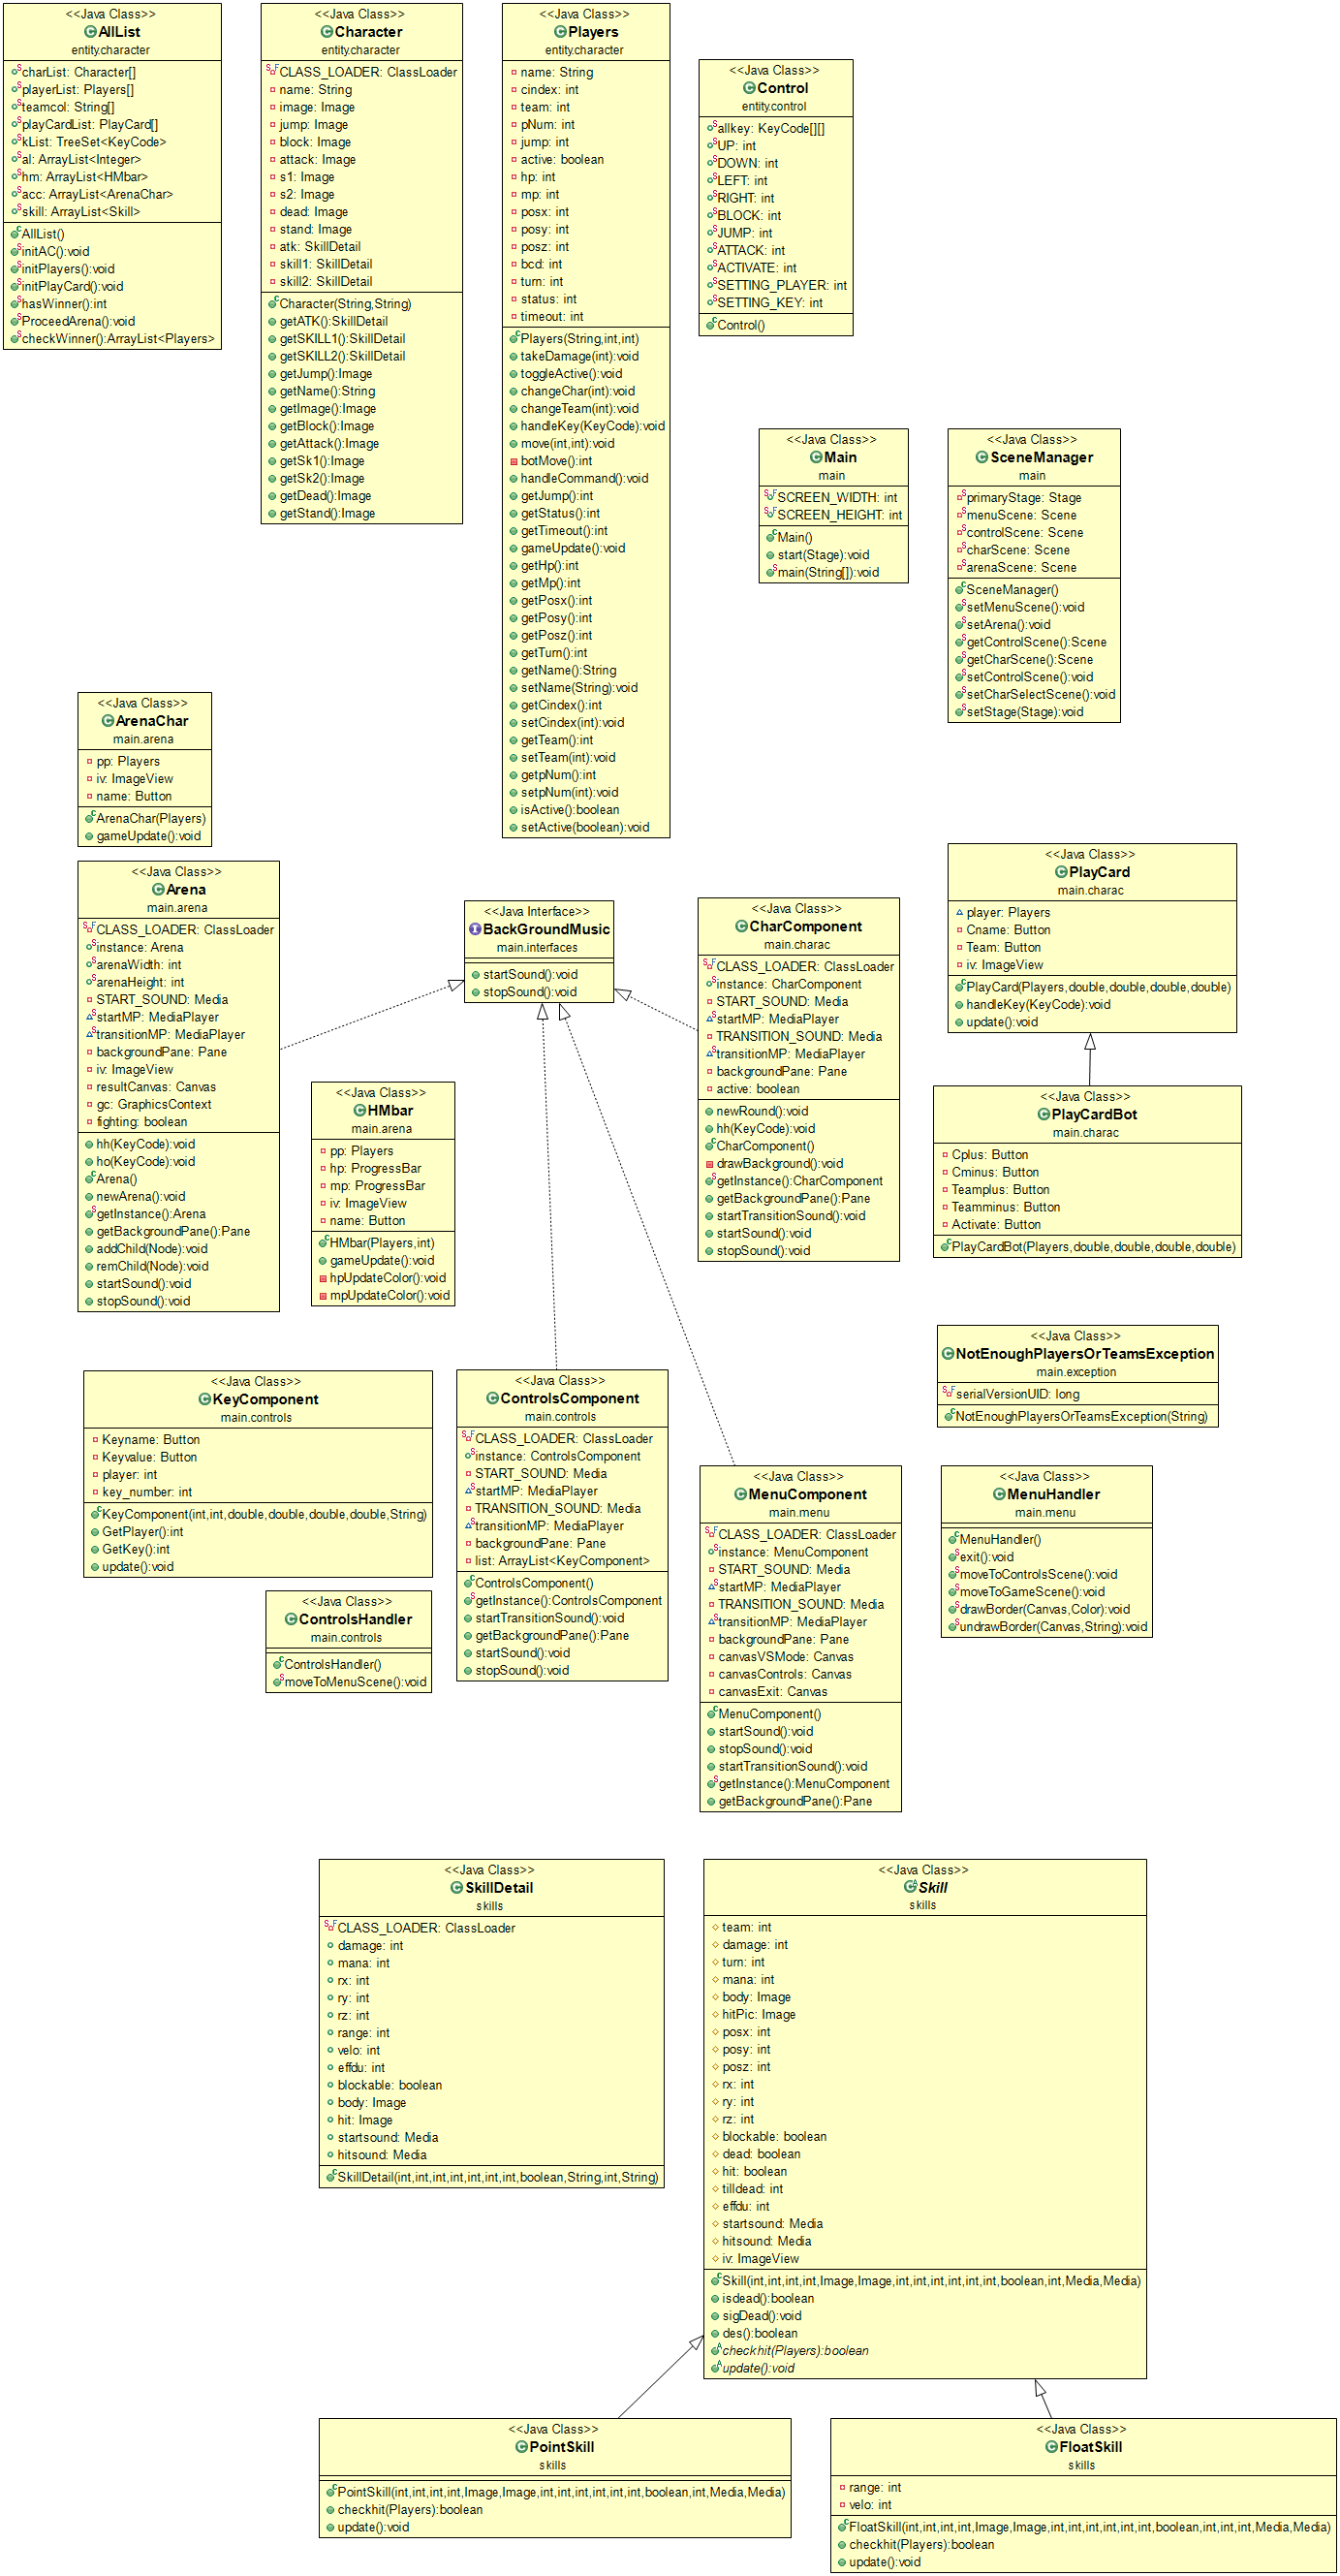 <<Java Class>>
AllList
entity.character
charList: Character[]
playerList: Players[]
teamcol: String[]
playCardList: PlayCard[]
kList: TreeSet<KeyCode>
al: ArrayList<Integer>
hm: ArrayList<HMbar>
acc: ArrayList<ArenaChar>
skill: ArrayList<Skill>
AllList()
initAC():void
initPlayers():void
initPlayCard():void
hasWinner():int
ProceedArena():void
checkWinner():ArrayList<Players>
<<Java Class>>
Character
entity.character
CLASS_LOADER: ClassLoader
name: String
image: Image
jump: Image
block: Image
attack: Image
s1: Image
s2: Image
dead: Image
stand: Image
atk: SkillDetail
skill1: SkillDetail
skill2: SkillDetail
Character(String,String)
getATK():SkillDetail
getSKILL1():SkillDetail
getSKILL2():SkillDetail
getJump():Image
getName():String
getImage():Image
getBlock():Image
getAttack():Image
getSk1():Image
getSk2():Image
getDead():Image
getStand():Image
<<Java Class>>
Players
entity.character
name: String
cindex: int
team: int
pNum: int
jump: int
active: boolean
hp: int
mp: int
posx: int
posy: int
posz: int
bcd: int
turn: int
status: int
timeout: int
Players(String,int,int)
takeDamage(int):void
toggleActive():void
changeChar(int):void
changeTeam(int):void
handleKey(KeyCode):void
move(int,int):void
botMove():int
handleCommand():void
getJump():int
getStatus():int
getTimeout():int
gameUpdate():void
getHp():int
getMp():int
getPosx():int
getPosy():int
getPosz():int
getTurn():int
getName():String
setName(String):void
getCindex():int
setCindex(int):void
getTeam():int
setTeam(int):void
getpNum():int
setpNum(int):void
isActive():boolean
setActive(boolean):void
<<Java Class>>
Control
entity.control
allkey: KeyCode[][]
UP: int
DOWN: int
LEFT: int
RIGHT: int
BLOCK: int
JUMP: int
ATTACK: int
ACTIVATE: int
SETTING_PLAYER: int
SETTING_KEY: int
Control()
<<Java Class>>
Main
main
SCREEN_WIDTH: int
SCREEN_HEIGHT: int
Main()
start(Stage):void
main(String[]):void
<<Java Class>>
SceneManager
main
primaryStage: Stage
menuScene: Scene
controlScene: Scene
charScene: Scene
arenaScene: Scene
SceneManager()
setMenuScene():void
setArena():void
getControlScene():Scene
getCharScene():Scene
setControlScene():void
setCharSelectScene():void
setStage(Stage):void
<<Java Class>>
ArenaChar
main.arena
pp: Players
iv: ImageView
name: Button
ArenaChar(Players)
gameUpdate():void
<<Java Class>>
Arena
main.arena
CLASS_LOADER: ClassLoader
instance: Arena
arenaWidth: int
arenaHeight: int
START_SOUND: Media
startMP: MediaPlayer
transitionMP: MediaPlayer
backgroundPane: Pane
iv: ImageView
resultCanvas: Canvas
gc: GraphicsContext
fighting: boolean
hh(KeyCode):void
ho(KeyCode):void
Arena()
newArena():void
getInstance():Arena
getBackgroundPane():Pane
addChild(Node):void
remChild(Node):void
startSound():void
stopSound():void
<<Java Interface>>
BackGroundMusic
main.interfaces
startSound():void
stopSound():void
<<Java Class>>
CharComponent
main.charac
CLASS_LOADER: ClassLoader
instance: CharComponent
START_SOUND: Media
startMP: MediaPlayer
TRANSITION_SOUND: Media
transitionMP: MediaPlayer
backgroundPane: Pane
active: boolean
newRound():void
hh(KeyCode):void
CharComponent()
drawBackground():void
getInstance():CharComponent
getBackgroundPane():Pane
startTransitionSound():void
startSound():void
stopSound():void
<<Java Class>>
PlayCard
main.charac
player: Players
Cname: Button
Team: Button
iv: ImageView
PlayCard(Players,double,double,double,double)
handleKey(KeyCode):void
update():void
<<Java Class>>
PlayCardBot
main.charac
Cplus: Button
Cminus: Button
Teamplus: Button
Teamminus: Button
Activate: Button
PlayCardBot(Players,double,double,double,double)
<<Java Class>>
HMbar
main.arena
pp: Players
hp: ProgressBar
mp: ProgressBar
iv: ImageView
name: Button
HMbar(Players,int)
gameUpdate():void
hpUpdateColor():void
mpUpdateColor():void
<<Java Class>>
NotEnoughPlayersOrTeamsException
main.exception
serialVersionUID: long
NotEnoughPlayersOrTeamsException(String)
<<Java Class>>
KeyComponent
main.controls
Keyname: Button
Keyvalue: Button
player: int
key_number: int
KeyComponent(int,int,double,double,double,double,String)
GetPlayer():int
GetKey():int
update():void
<<Java Class>>
ControlsComponent
main.controls
CLASS_LOADER: ClassLoader
instance: ControlsComponent
START_SOUND: Media
startMP: MediaPlayer
TRANSITION_SOUND: Media
transitionMP: MediaPlayer
backgroundPane: Pane
list: ArrayList<KeyComponent>
ControlsComponent()
getInstance():ControlsComponent
startTransitionSound():void
getBackgroundPane():Pane
startSound():void
stopSound():void
<<Java Class>>
ControlsHandler
main.controls
ControlsHandler()
moveToMenuScene():void
<<Java Class>>
MenuComponent
main.menu
CLASS_LOADER: ClassLoader
instance: MenuComponent
START_SOUND: Media
startMP: MediaPlayer
TRANSITION_SOUND: Media
transitionMP: MediaPlayer
backgroundPane: Pane
canvasVSMode: Canvas
canvasControls: Canvas
canvasExit: Canvas
MenuComponent()
startSound():void
stopSound():void
startTransitionSound():void
getInstance():MenuComponent
getBackgroundPane():Pane
<<Java Class>>
MenuHandler
main.menu
MenuHandler()
exit():void
moveToControlsScene():void
moveToGameScene():void
drawBorder(Canvas,Color):void
undrawBorder(Canvas,String):void
<<Java Class>>
SkillDetail
skills
CLASS_LOADER: ClassLoader
damage: int
mana: int
rx: int
ry: int
rz: int
range: int
velo: int
effdu: int
blockable: boolean
body: Image
hit: Image
startsound: Media
hitsound: Media
SkillDetail(int,int,int,int,int,int,int,boolean,String,int,String)
<<Java Class>>
Skill
skills
team: int
damage: int
turn: int
mana: int
body: Image
hitPic: Image
posx: int
posy: int
posz: int
rx: int
ry: int
rz: int
blockable: boolean
dead: boolean
hit: boolean
tilldead: int
effdu: int
startsound: Media
hitsound: Media
iv: ImageView
Skill(int,int,int,int,Image,Image,int,int,int,int,int,int,boolean,int,Media,Media)
isdead():boolean
sigDead():void
des():boolean
checkhit(Players):boolean
update():void
<<Java Class>>
PointSkill
skills
PointSkill(int,int,int,int,Image,Image,int,int,int,int,int,int,boolean,int,Media,Media)
checkhit(Players):boolean
update():void
<<Java Class>>
FloatSkill
skills
range: int
velo: int
FloatSkill(int,int,int,int,Image,Image,int,int,int,int,int,int,boolean,int,int,int,Media,Media)
checkhit(Players):boolean
update():void